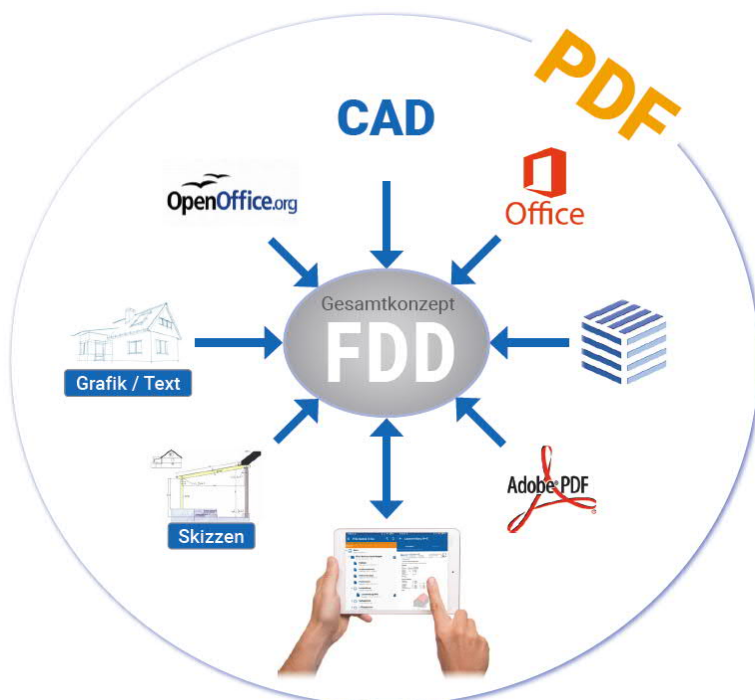 PDF
CAD
OpenOffice.org
Office
Gesamtkonzept
FDD
Grafik / Text
Adobe PDF
Skizzen